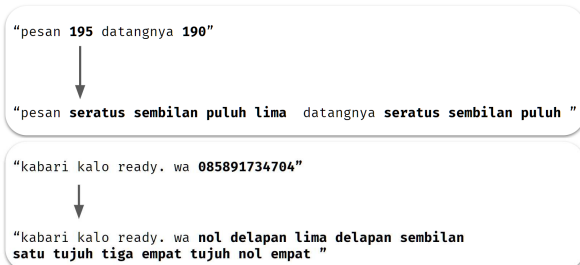 “pesan 195 datangnya 190”
“pesan seratus sembilan puluh lima  datangnya seratus sembilan puluh ”
“kabari kalo ready. wa 085891734704”
“kabari kalo ready. wa nol delapan lima delapan sembilan
satu tujuh tiga empat tujuh nol empat ”